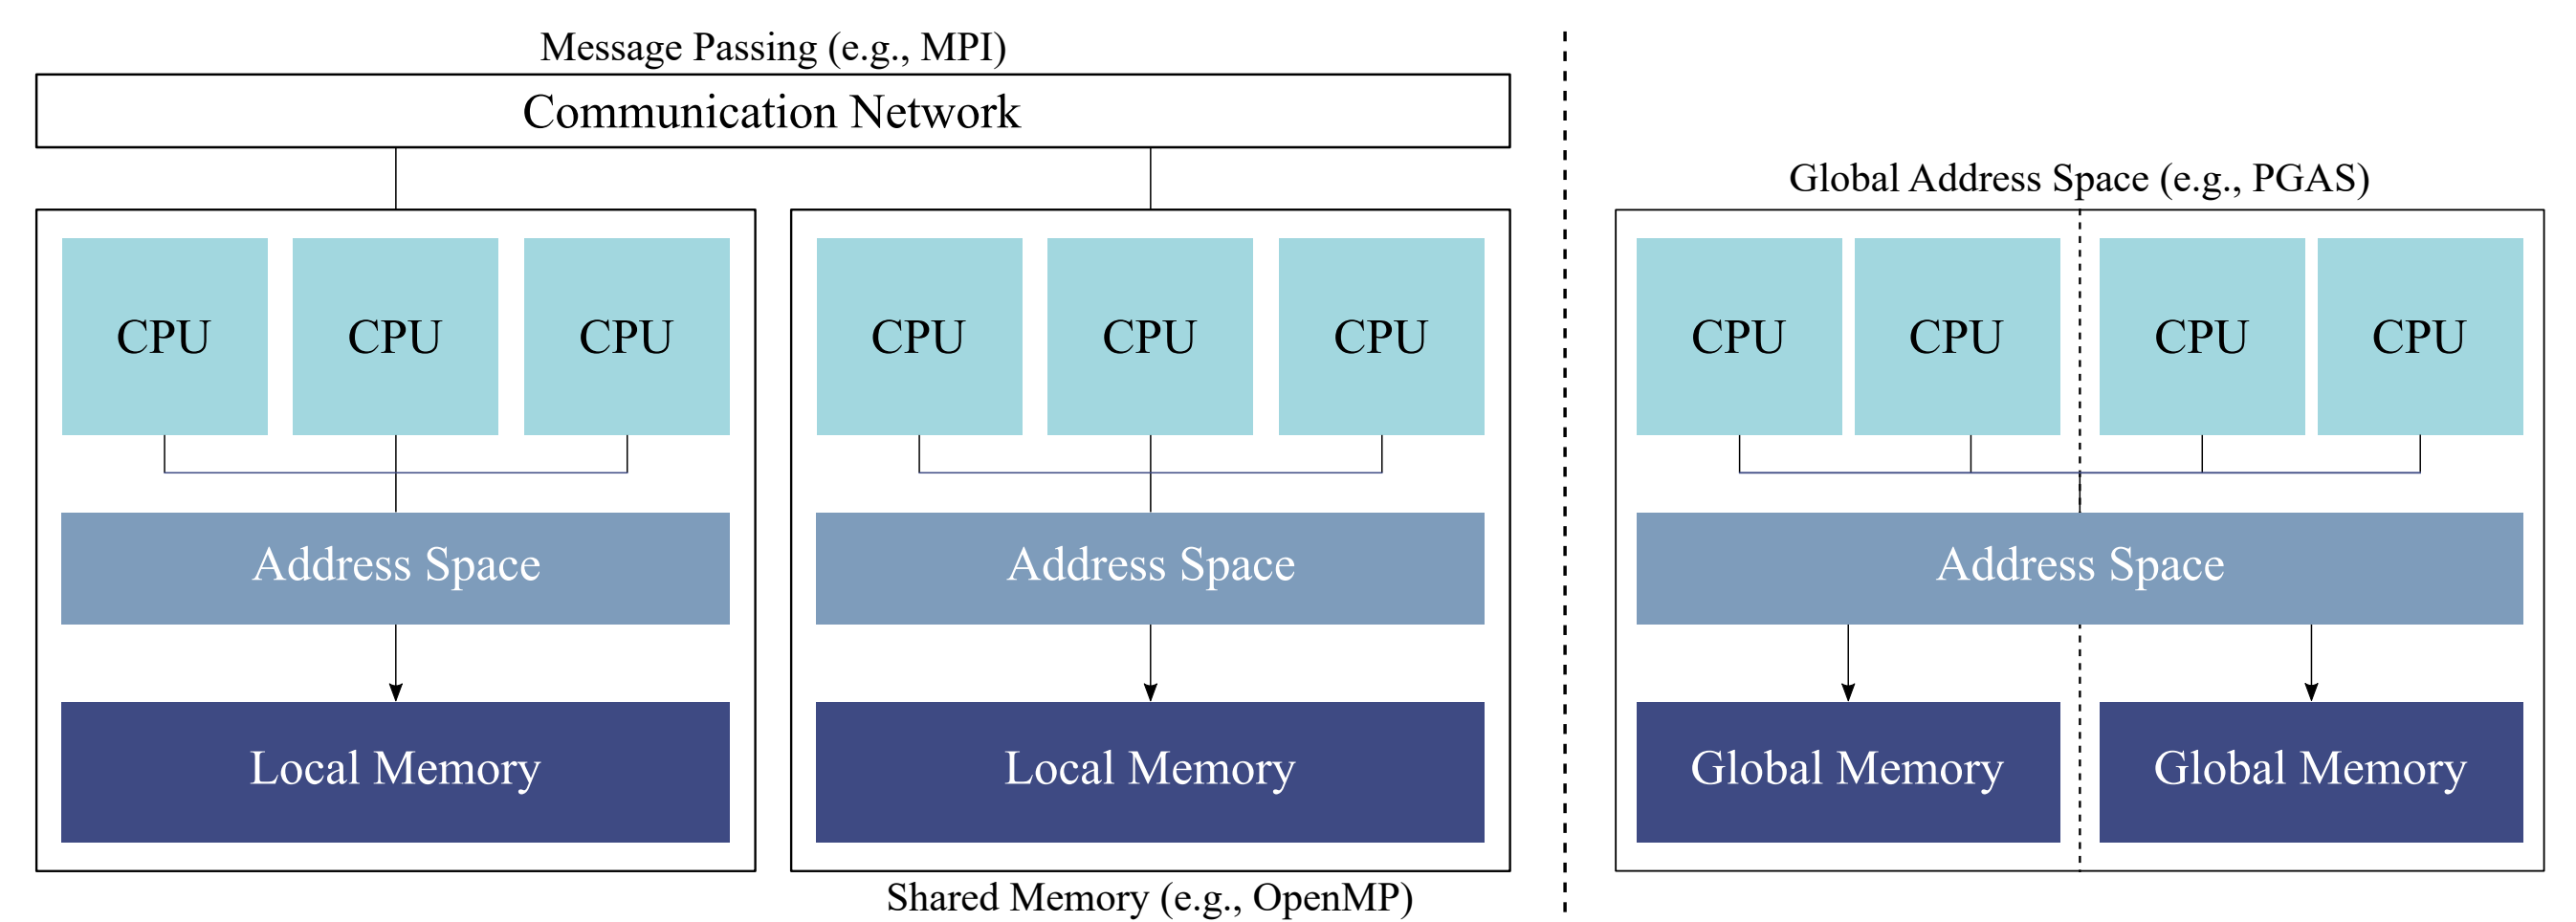 Message Passing (e.g., MPI)
Communication Network
CPU
CPU
CPU
Address Space
Local Memory
CPU
CPU
CPU
Address Space
Local Memory
Shared Memory (e.g., OpenMP)
Global Address Space (e.g., PGAS)
CPU
CPU
CPU
CPU
Address Space
Global Memory
Global Memory